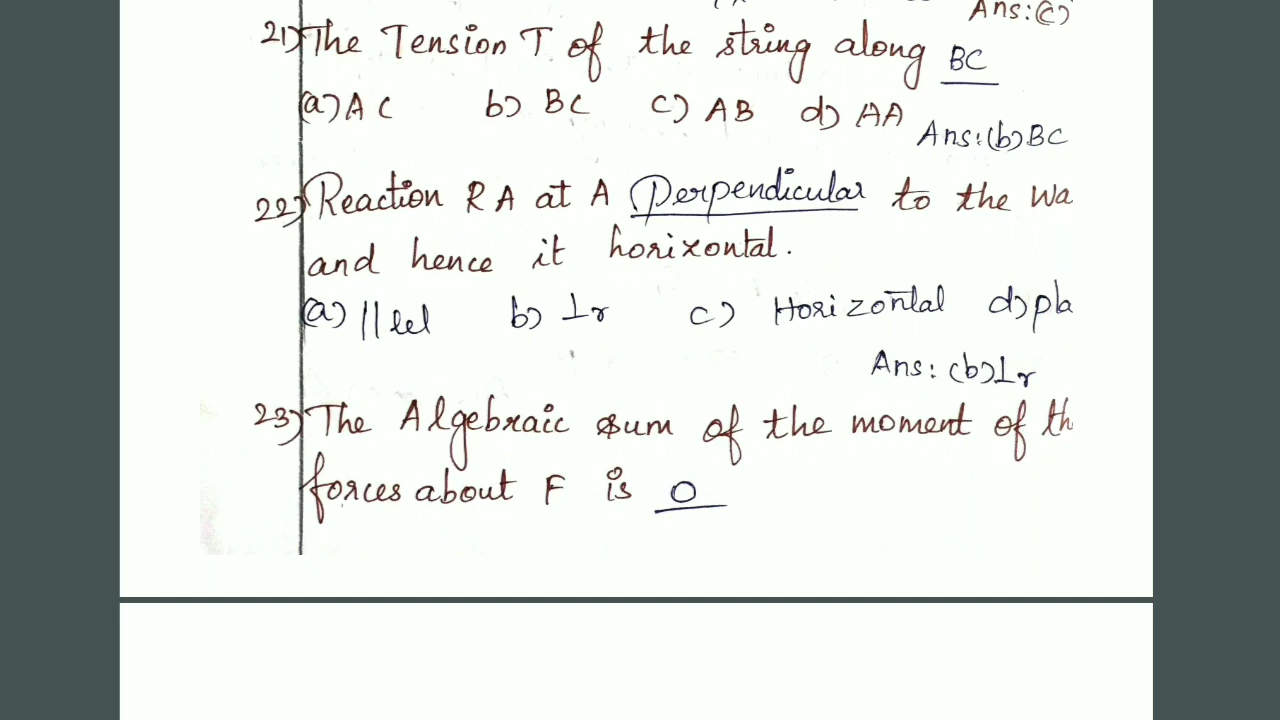 Ans:(c)
21) The Tension T of the string along BC
(a) AC b) BC c) AB d) AA
Ans:(b) BC
22) Reaction RA at A Perpendicular to the Wa
and hence it horixontal.
(a) ||lel b) ⊥r c) Horizontal d) pla
Ans: (b) ⊥r
23) The Algebraic sum of the moment of th
forces about F is 0